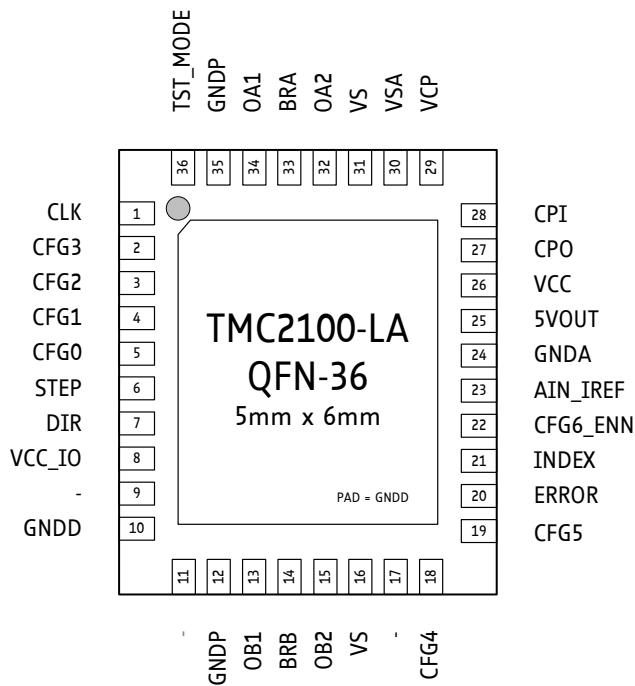 TST_MODE
GNDP
OA1
BRA
OA2
VS
VSA
VCP
36
35
34
33
32
31
30
29
CLK 1
CFG3 2
CFG2 3
CFG1 4
CFG0 5
STEP 6
DIR 7
VCC_IO 8
- 9
GNDD 10
TMC2100-LA
QFN-36
5mm x 6mm
PAD = GNDD
28 CPI
27 CPO
26 VCC
25 5VOUT
24 GNDA
23 AIN_IREF
22 CFG6_ENN
21 INDEX
20 ERROR
19 CFG5
11
12
13
14
15
16
17
18
-
GNDP
OB1
BRB
OB2
VS
-
CFG4